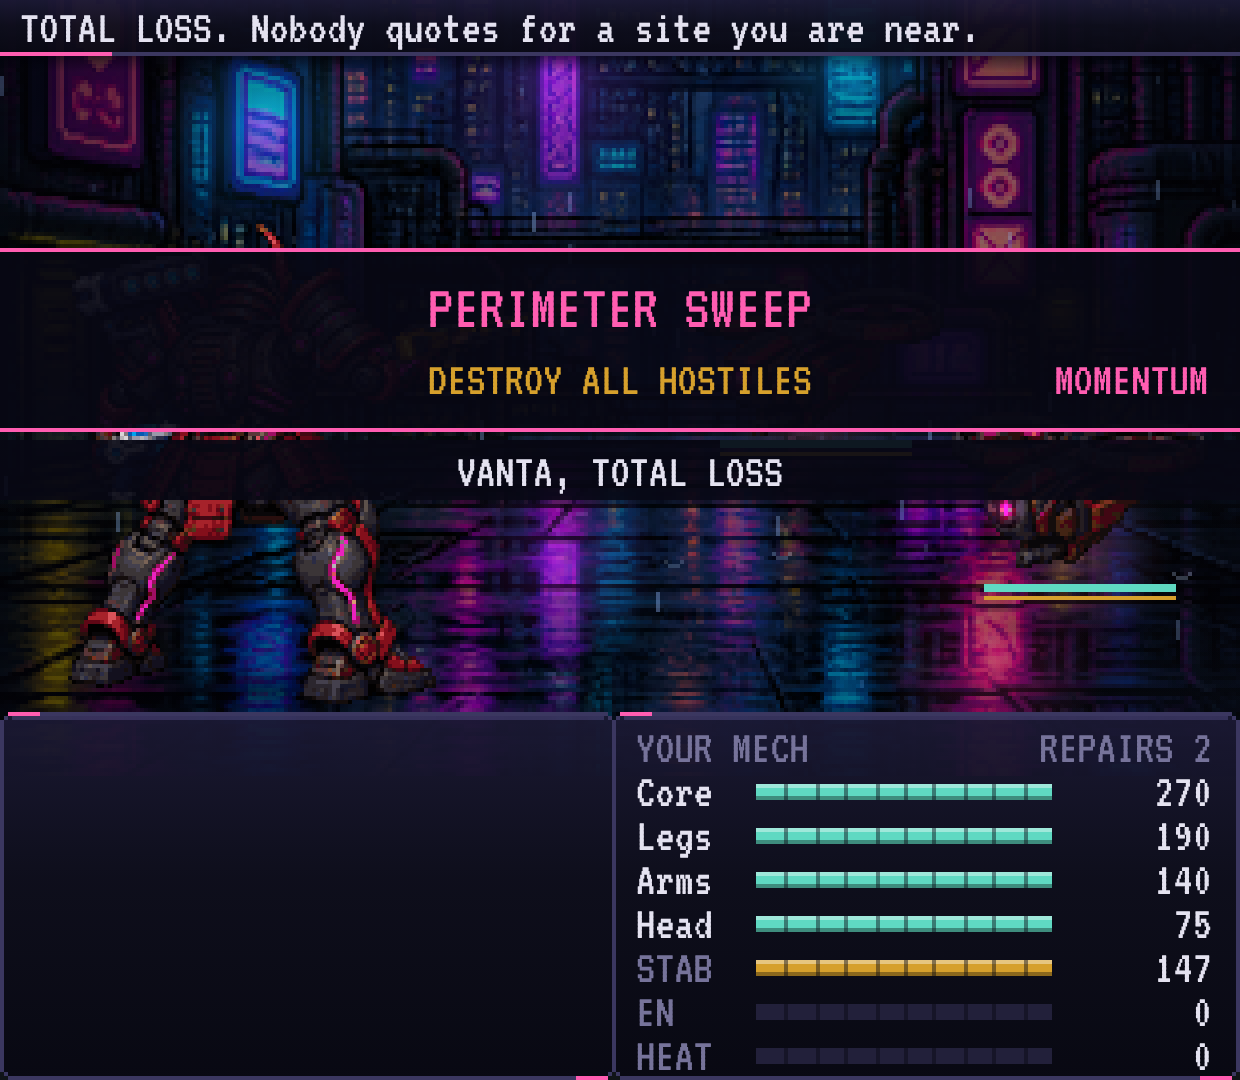 TOTAL LOSS. Nobody quotes for a site you are near.
PERIMETER SWEEP
DESTROY ALL HOSTILES
MOMENTUM
VANTA, TOTAL LOSS
YOUR MECH REPAIRS 2
Core 270
Legs 190
Arms 140
Head 75
STAB 147
EN 0
HEAT 0